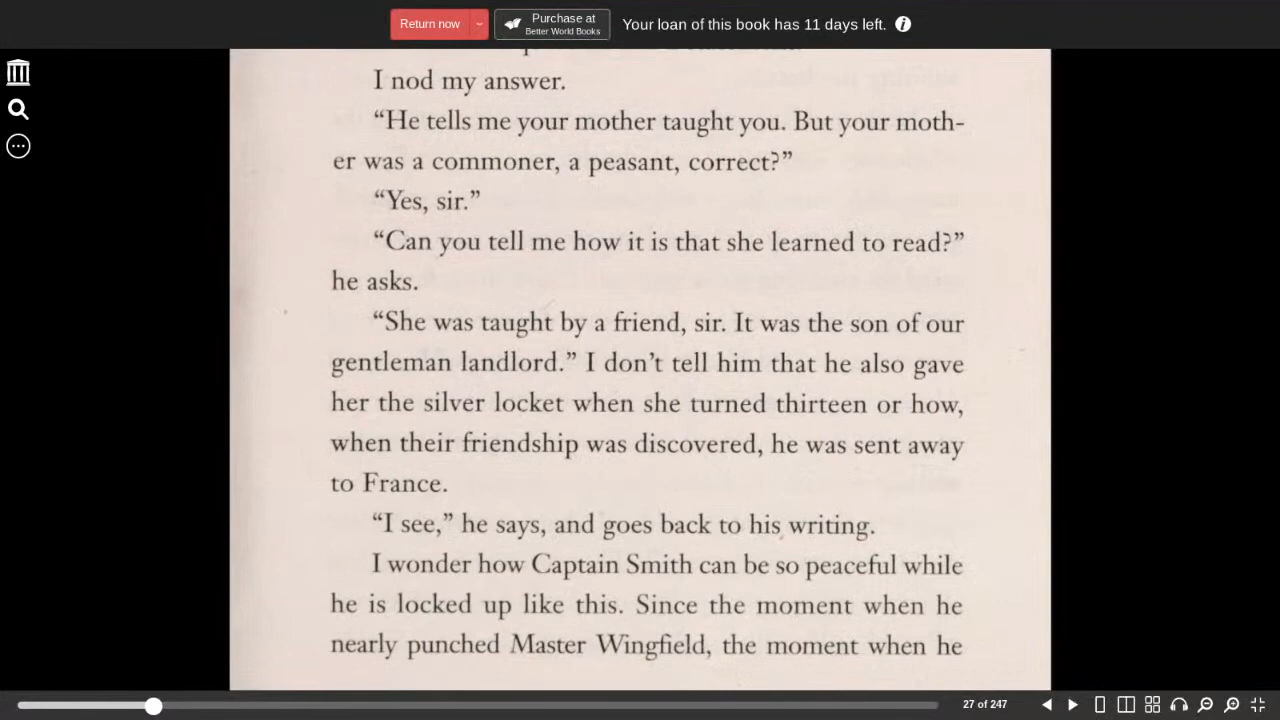 Return now
Purchase at
Better World Books
Your loan of this book has 11 days left.
I nod my answer.
“He tells me your mother taught you. But your moth-
er was a commoner, a peasant, correct?”
“Yes, sir.”
“Can you tell me how it is that she learned to read?”
he asks.
“She was taught by a friend, sir. It was the son of our
gentleman landlord.” I don’t tell him that he also gave
her the silver locket when she turned thirteen or how,
when their friendship was discovered, he was sent away
to France.
“I see,” he says, and goes back to his writing.
I wonder how Captain Smith can be so peaceful while
he is locked up like this. Since the moment when he
nearly punched Master Wingfield, the moment when he
27 of 247